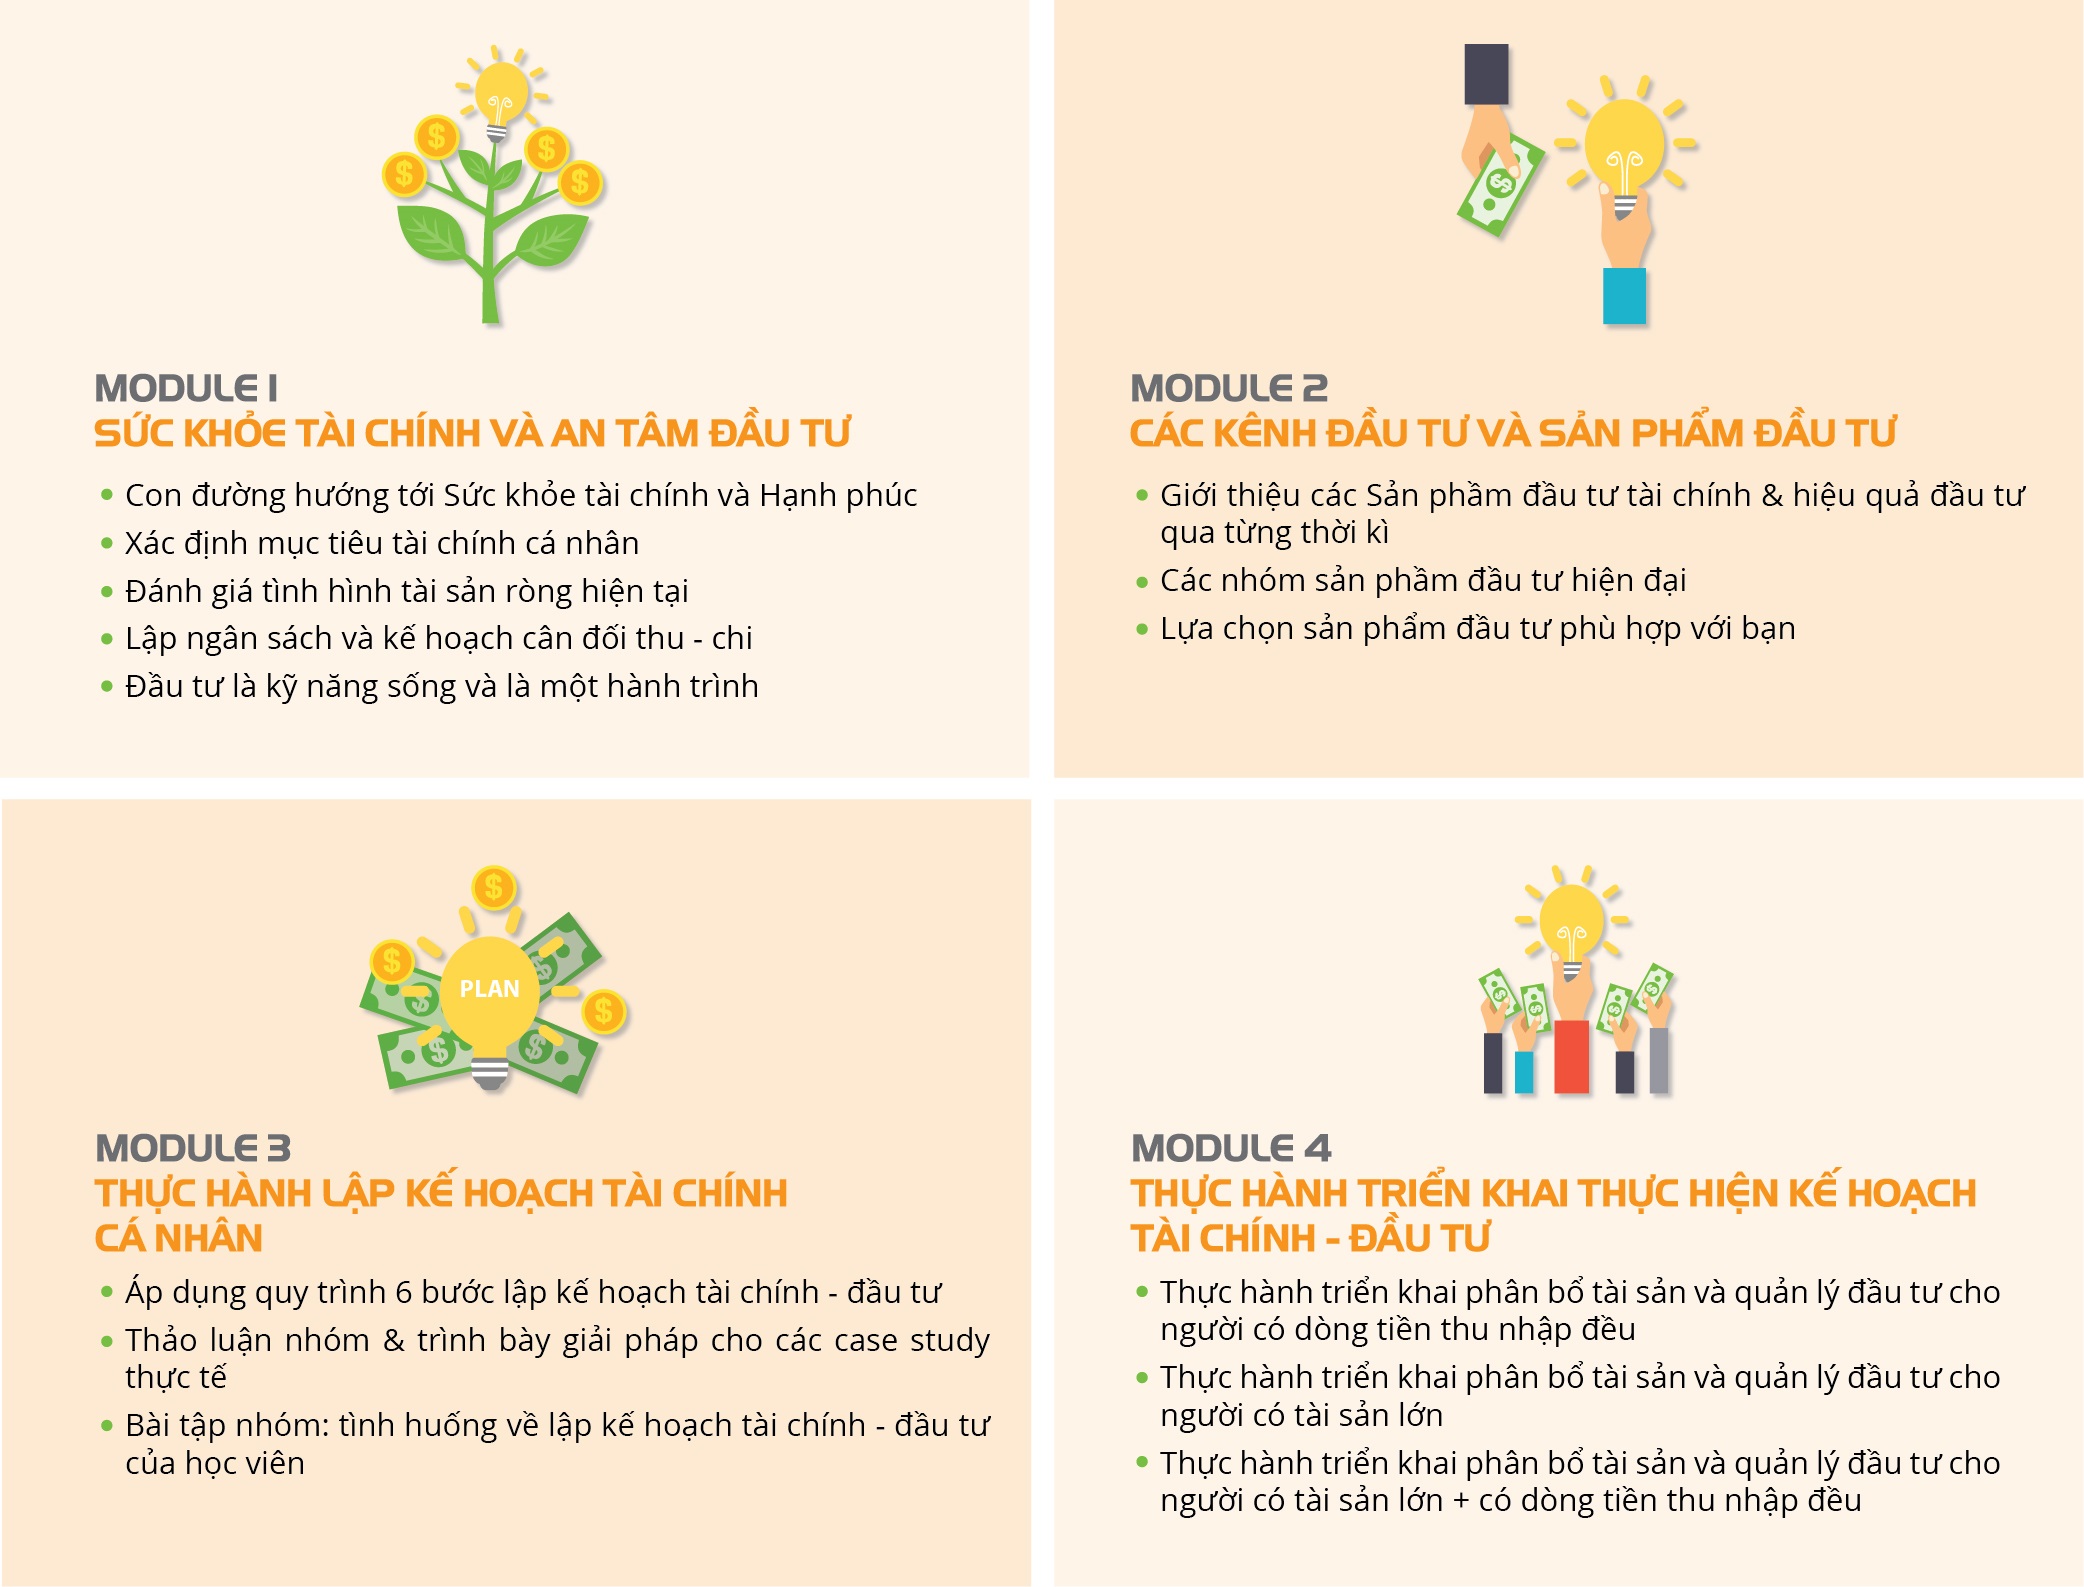 MODULE 1
SỨC KHỎE TÀI CHÍNH VÀ AN TÂM ĐẦU TƯ
• Con đường hướng tới Sức khỏe tài chính và Hạnh phúc
• Xác định mục tiêu tài chính cá nhân
• Đánh giá tình hình tài sản ròng hiện tại
• Lập ngân sách và kế hoạch cân đối thu - chi
• Đầu tư là kỹ năng sống và là một hành trình
MODULE 2
CÁC KÊNH ĐẦU TƯ VÀ SẢN PHẨM ĐẦU TƯ
• Giới thiệu các Sản phầm đầu tư tài chính & hiệu quả đầu tư
qua từng thời kì
• Các nhóm sản phầm đầu tư hiện đại
• Lựa chọn sản phẩm đầu tư phù hợp với bạn
PLAN
MODULE 3
THỰC HÀNH LẬP KẾ HOẠCH TÀI CHÍNH
CÁ NHÂN
• Áp dụng quy trình 6 bước lập kế hoạch tài chính - đầu tư
• Thảo luận nhóm & trình bày giải pháp cho các case study
thực tế
• Bài tập nhóm: tình huống về lập kế hoạch tài chính - đầu tư
của học viên
MODULE 4
THỰC HÀNH TRIỂN KHAI THỰC HIỆN KẾ HOẠCH
TÀI CHÍNH - ĐẦU TƯ
• Thực hành triển khai phân bổ tài sản và quản lý đầu tư cho
người có dòng tiền thu nhập đều
• Thực hành triển khai phân bổ tài sản và quản lý đầu tư cho
người có tài sản lớn
• Thực hành triển khai phân bổ tài sản và quản lý đầu tư cho
người có tài sản lớn + có dòng tiền thu nhập đều